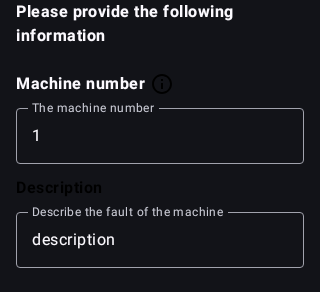 Please provide the following
information
Machine number
The machine number
1
Description
Describe the fault of the machine
description